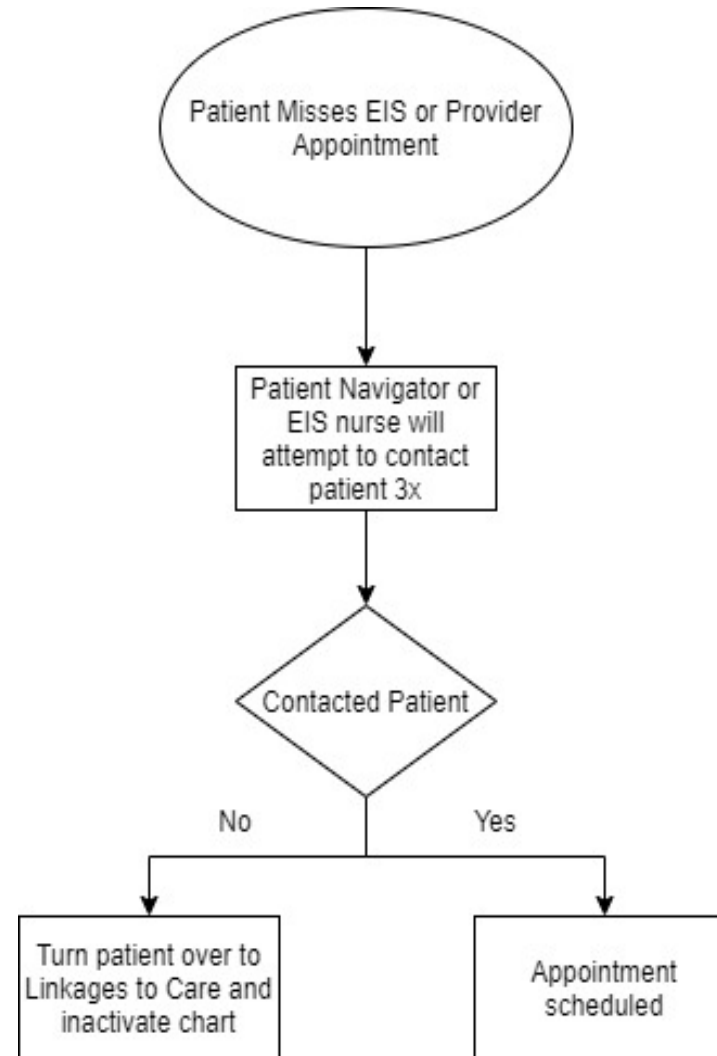 Patient Misses EIS or Provider
Appointment
Patient Navigator or
EIS nurse will
attempt to contact
patient 3x
Contacted Patient
No
Yes
Turn patient over to
Linkages to Care and
inactivate chart
Appointment
scheduled